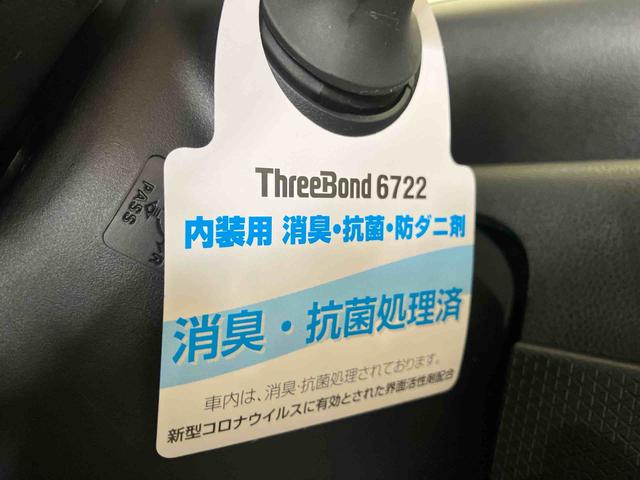 ThreeBond 6722
内装用 消臭・抗菌・防ダニ剤
消臭・抗菌処理済
車内は、消臭・抗菌処理されております。
新型コロナウイルスに有効とされた界面活性剤配合
PASS